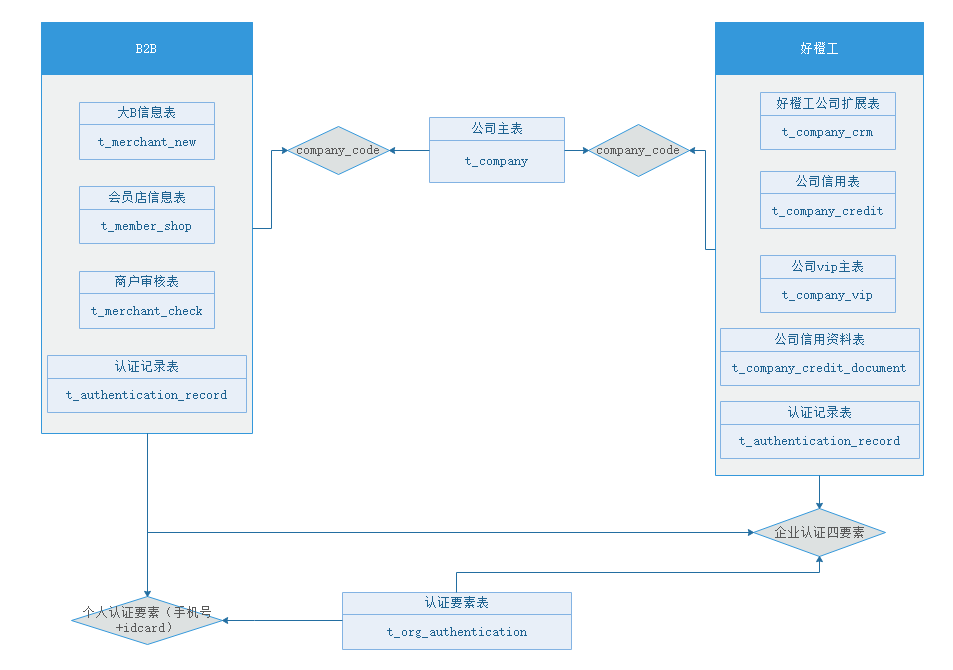 B2B
大B信息表
t_merchant_new
会员店信息表
t_member_shop
商户审核表
t_merchant_check
认证记录表
t_authentication_record
company_code
公司主表
t_company
company_code
好橙工
好橙工公司扩展表
t_company_crm
公司信用表
t_company_credit
公司vip主表
t_company_vip
公司信用资料表
t_company_credit_document
认证记录表
t_authentication_record
企业认证四要素
个人认证要素（手机号
+idcard）
认证要素表
t_org_authentication